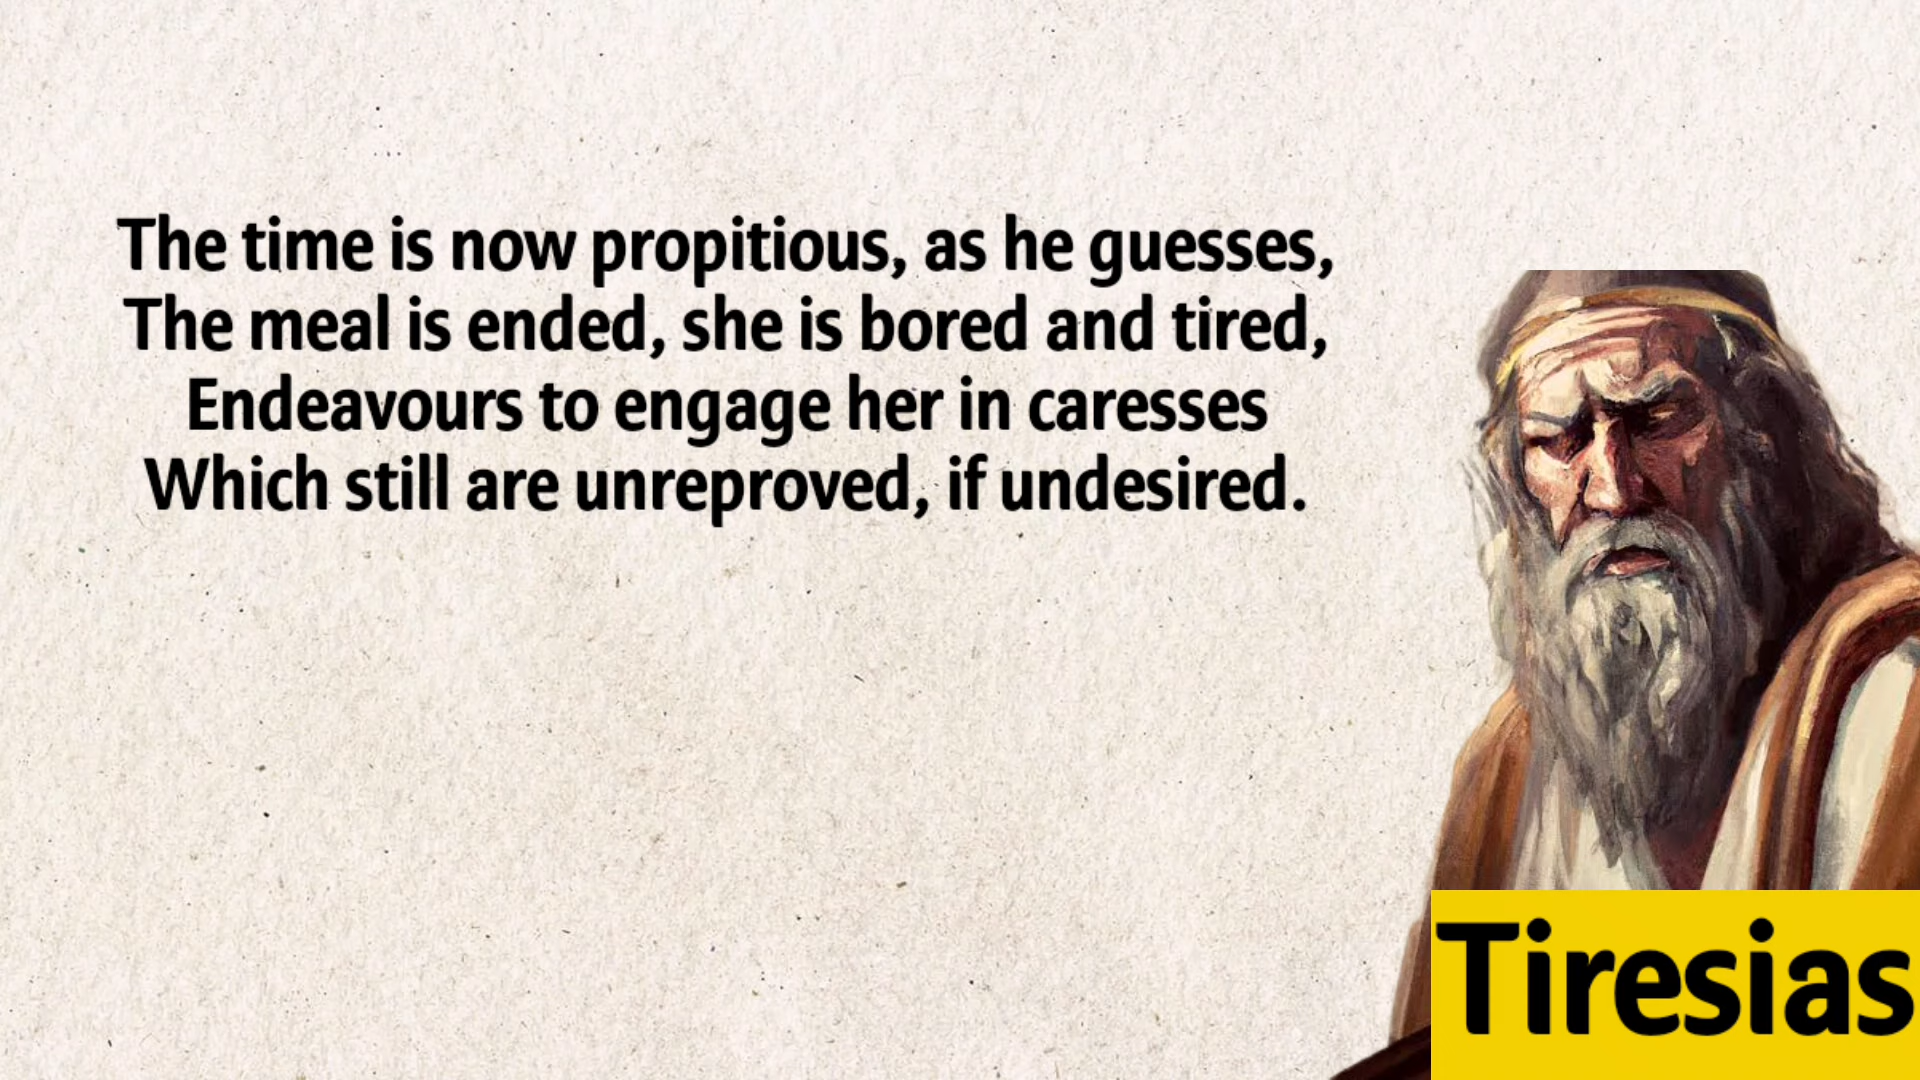 The time is now propitious, as he guesses,
The meal is ended, she is bored and tired,
Endeavours to engage her in caresses
Which still are unreproved, if undesired.
Tiresias